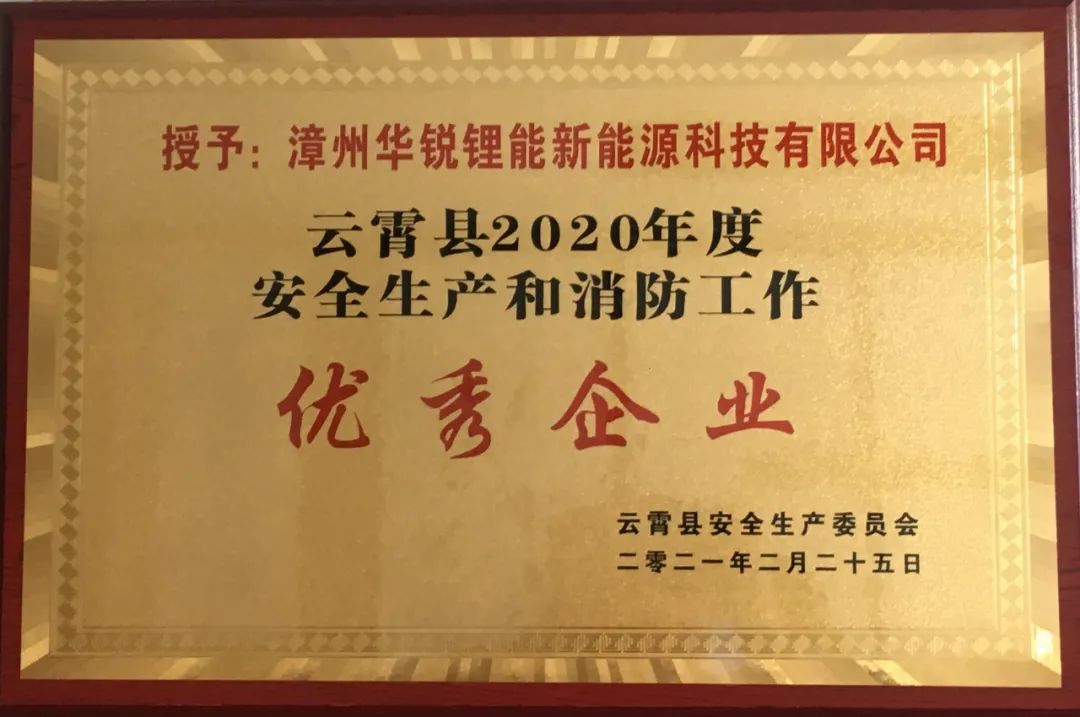 授予：漳州华锐锂能新能源科技有限公司
云霄县2020年度
安全生产和消防工作
优秀企业
云霄县安全生产委员会
二零二一年二月二十五日